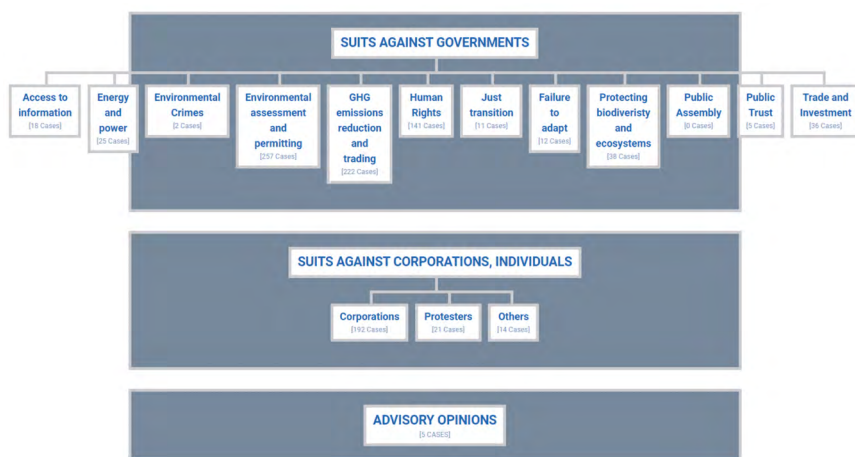 SUITS AGAINST GOVERNMENTS
Access to
information
[16 Cases]
Energy
and
power
[25 Cases]
Environmental
Crimes
[2 Cases]
Environmental
assessment
and
permitting
[257 Cases]
GHG
emissions
reduction
and
trading
[222 Cases]
Human
Rights
[141 Cases]
Just
transition
[11 Cases]
Failure
to
adapt
[12 Cases]
Protecting
biodiveristy
and
ecosystems
[38 Cases]
Public
Assembly
[0 Cases]
Public
Trust
[5 Cases]
Trade and
Investment
[36 Cases]
SUITS AGAINST CORPORATIONS, INDIVIDUALS
Corporations
[192 Cases]
Protesters
[21 Cases]
Others
[14 Cases]
ADVISORY OPINIONS
[5 CASES]